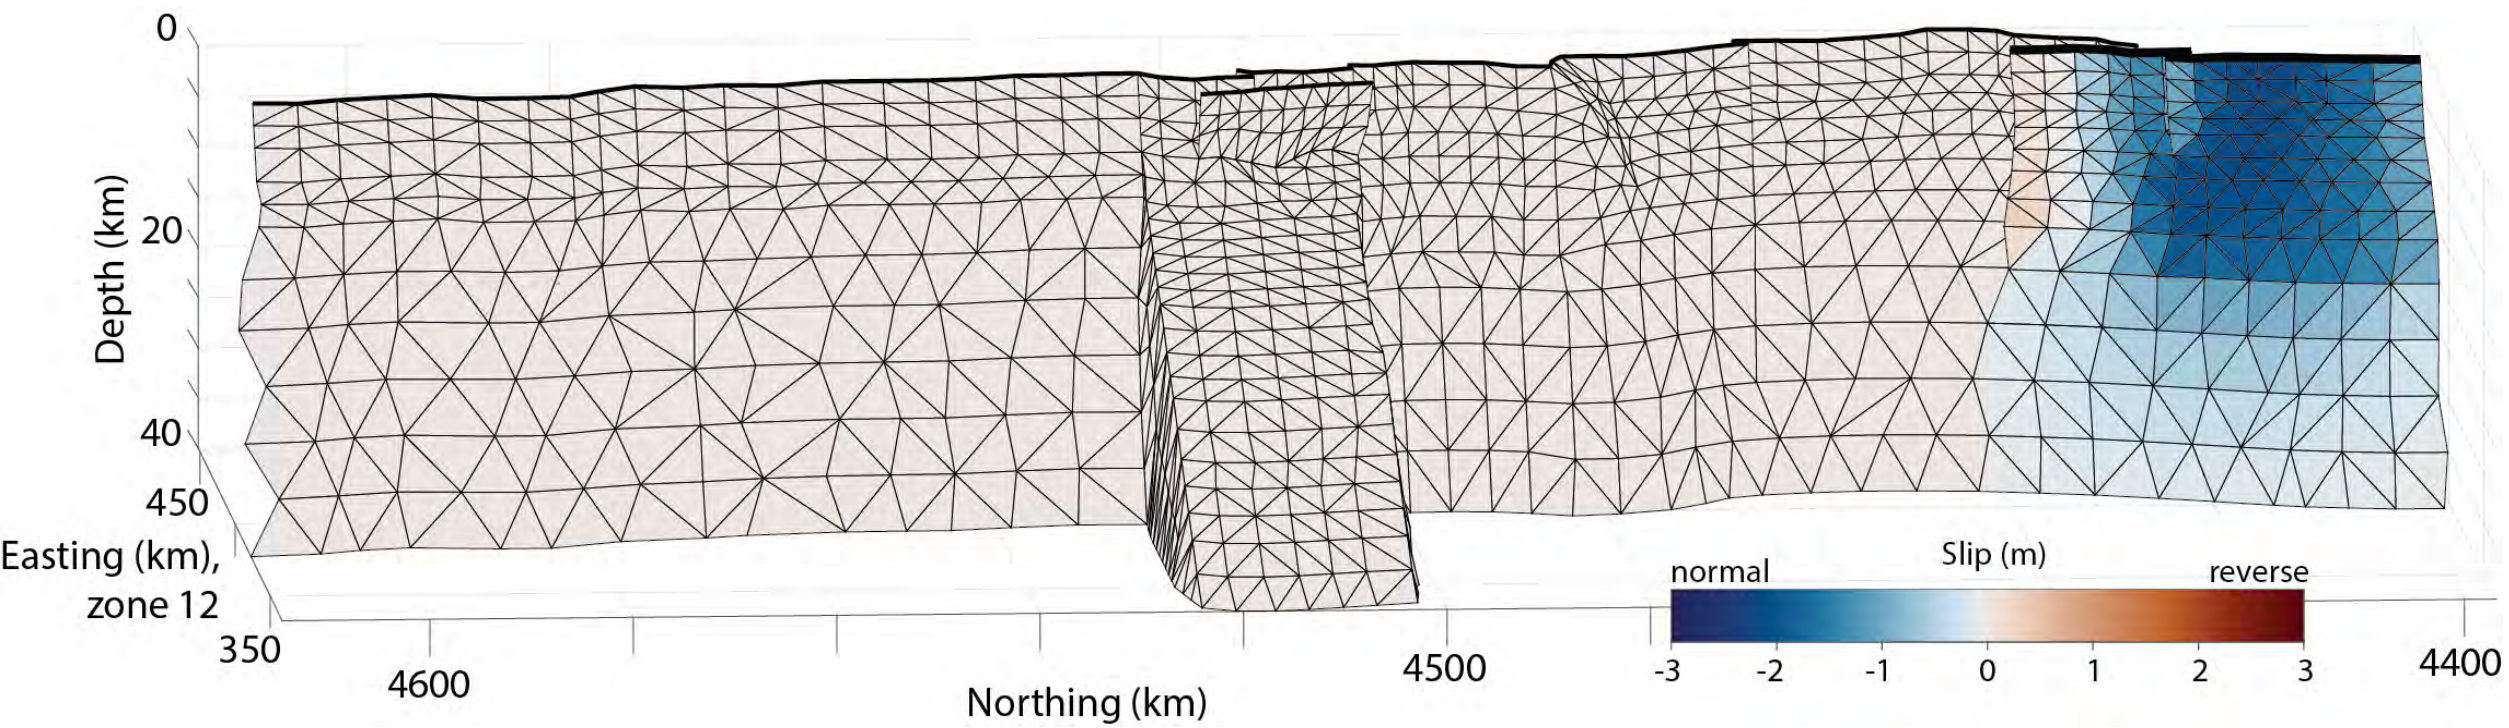 0
20
40
Depth (km)
450
Easting (km),
zone 12
350
4600
4500
4400
Northing (km)
Slip (m)
normal
reverse
-3
-2
-1
0
1
2
3